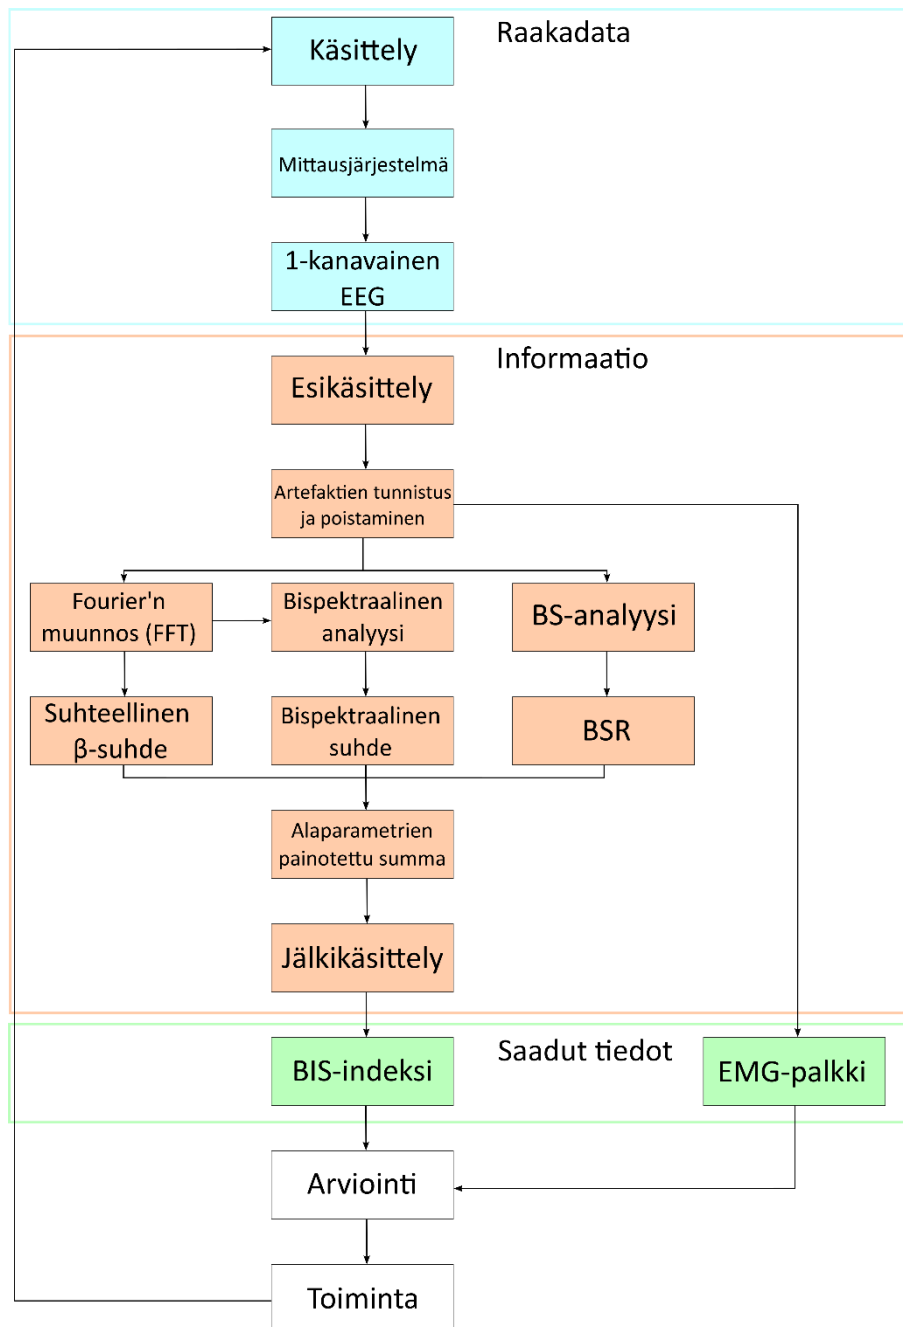 Raakadata
Käsittely
Mittausjärjestelmä
1-kanavainen
EEG
Informaatio
Esikäsittely
Artefaktien tunnistus
ja poistaminen
Fourier'n
muunnos (FFT)
Bispektraalinen
analyysi
BS-analyysi
Suhteellinen
β-suhde
Bispektraalinen
suhde
BSR
Alaparametrien
painotettu summa
Jälkikäsittely
Saadut tiedot
BIS-indeksi
EMG-palkki
Arviointi
Toiminta